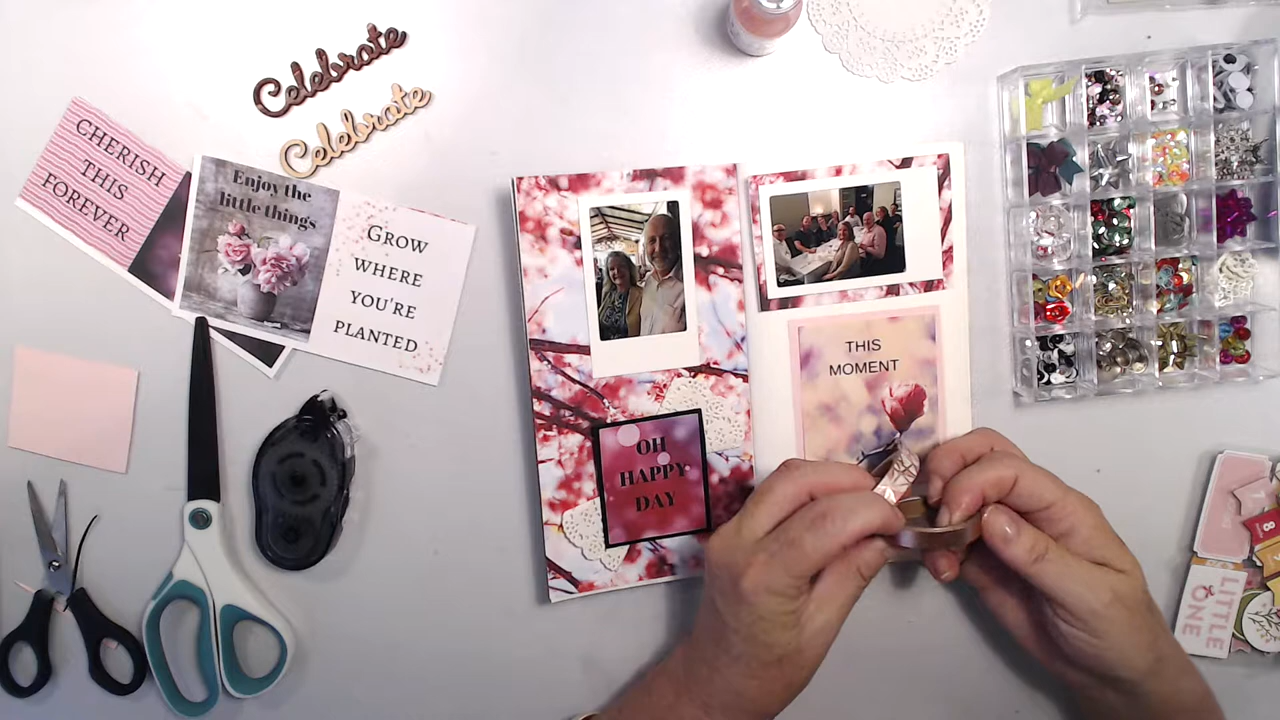 Celebrate
Celebrate
CHERISH
THIS
FOREVER
Enjoy the
little things
GROW
WHERE
YOU'RE
PLANTED
THIS
MOMENT
OH
HAPPY
DAY
8
LITTLE
ONE